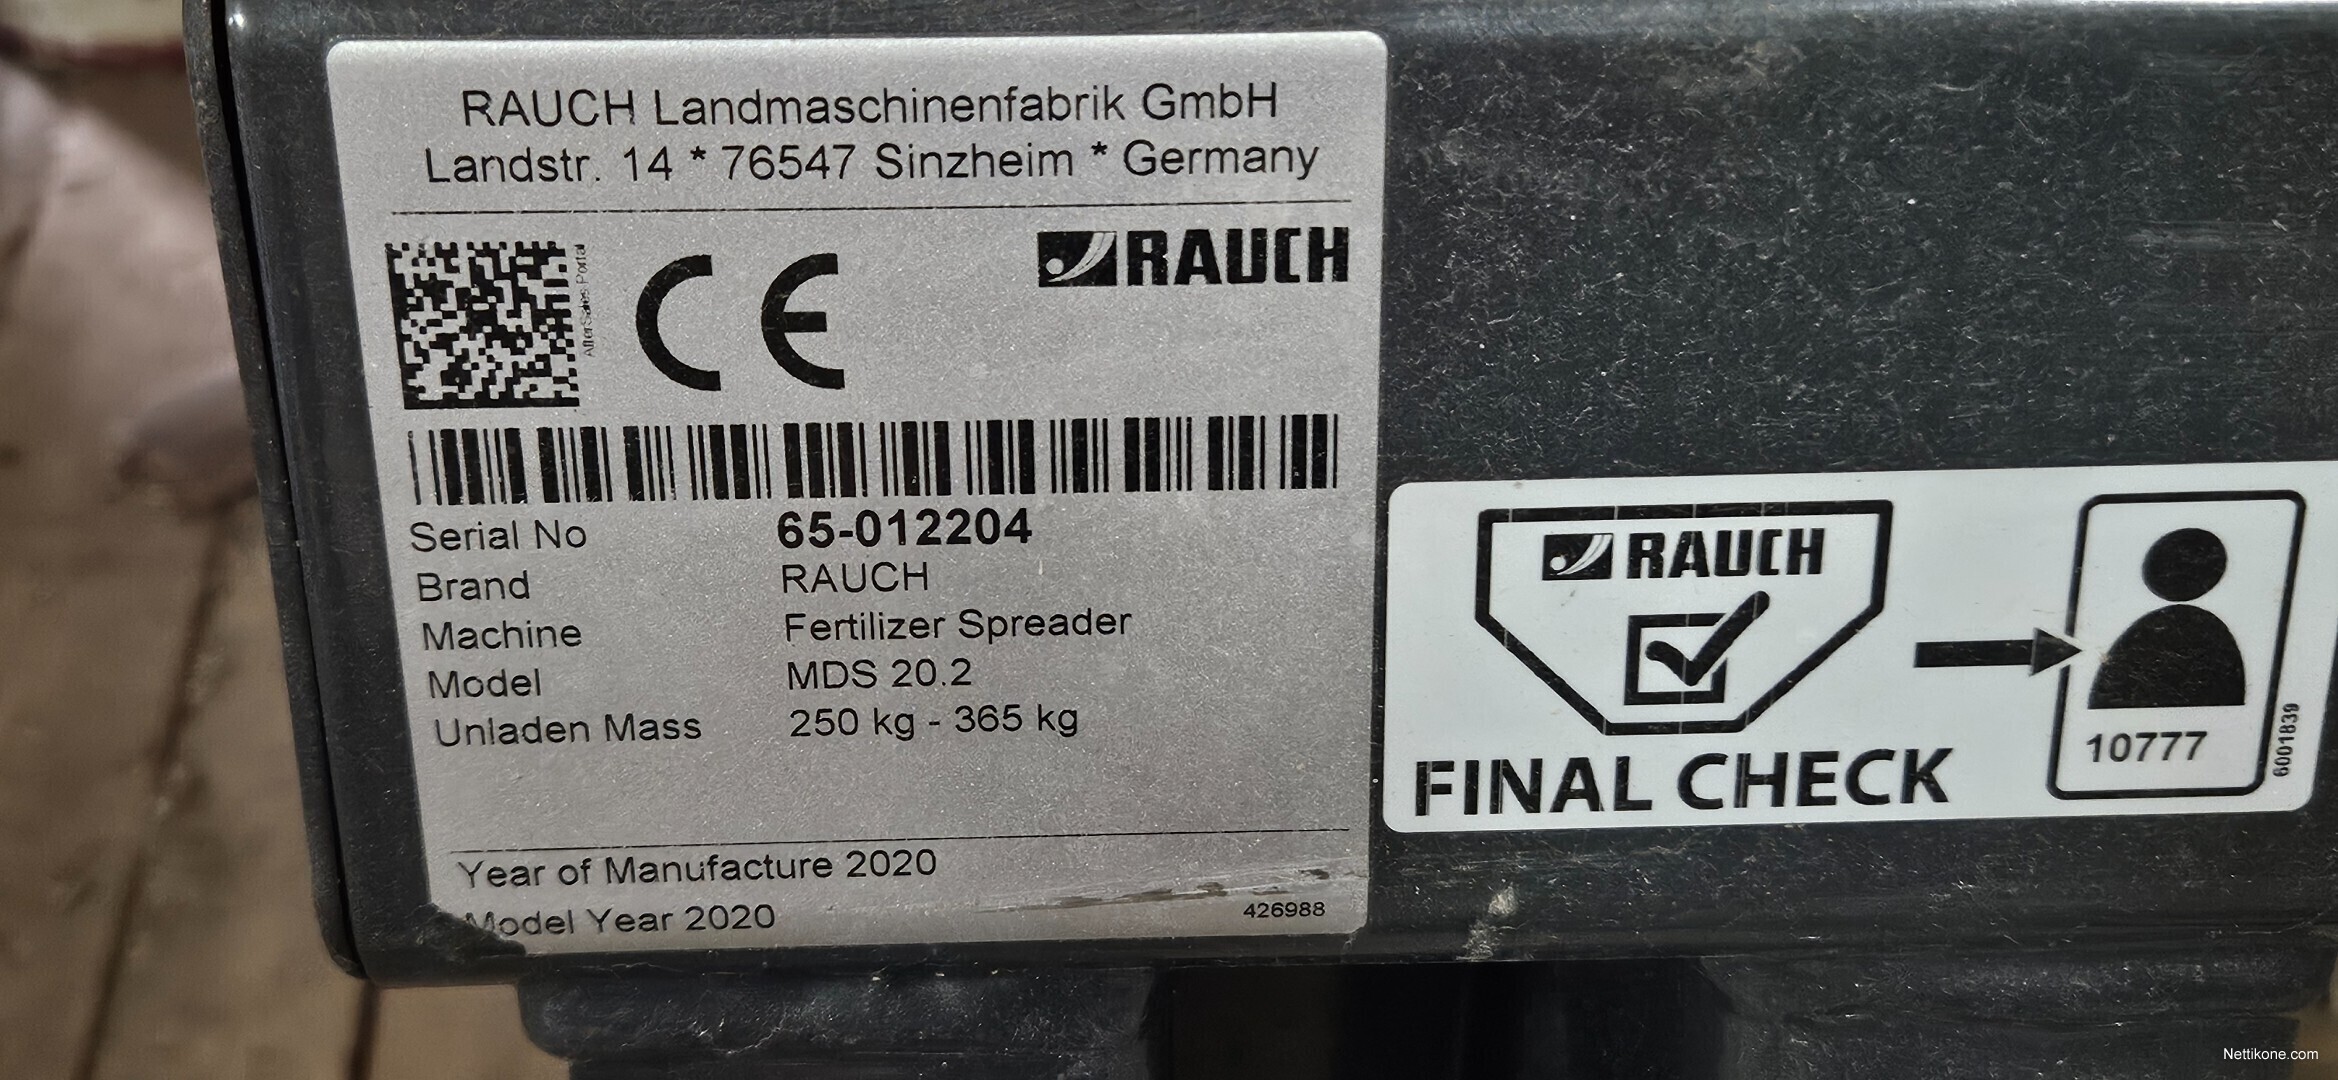 RAUCH Landmaschinenfabrik GmbH
Landstr. 14 * 76547 Sinzheim * Germany
AfterSales Portal
CE
RAUCH
Serial No 65-012204
Brand RAUCH
Machine Fertilizer Spreader
Model MDS 20.2
Unladen Mass 250 kg - 365 kg
Year of Manufacture 2020
Model Year 2020
426988
RAUCH
FINAL CHECK
10777
6001839
Nettikone.com